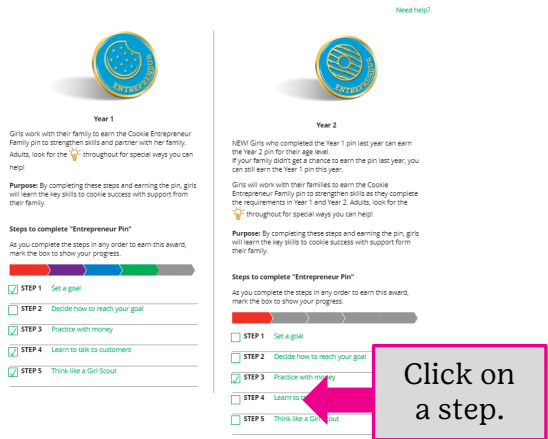 Need help?
ENTREPRENEUR
Year 1
Girls work with their family to earn the Cookie Entrepreneur
Family pin to strengthen skills and partner with her family.
Adults, look for the throughout for special ways you can
help!
Purpose: By completing these steps and earning the pin, girls
will learn the key skills to cookie success with support from
their family.
Steps to complete "Entrepreneur Pin"
As you complete the steps in any order to earn this award,
mark the box to show your progress.
STEP 1 Set a goal
STEP 2 Decide how to reach your goal
STEP 3 Practice with money
STEP 4 Learn to talk to customers
STEP 5 Think like a Girl Scout
ENTREPRENEUR
Year 2
NEW! Girls who completed the Year 1 pin last year can earn
the Year 2 pin for their age level.
If your family didn't get a chance to earn the pin last year, you
can still earn the Year 1 pin this year.
Girls will work with their families to earn the Cookie
Entrepreneur Family pin to strengthen skills as they complete
the requirements in Year 1 and Year 2. Adults, look for the
throughout for special ways you can help!
Purpose: By completing these steps and earning the pin, girls
will learn the key skills to cookie success with support form
their family.
Steps to complete "Entrepreneur Pin"
As you complete the steps in any order to earn this award,
mark the box to show your progress.
STEP 1 Set a goal
STEP 2 Decide how to reach your goal
STEP 3 Practice with money
STEP 4 Learn to
STEP 5 Think like a Girl Scout
Click on
a step.